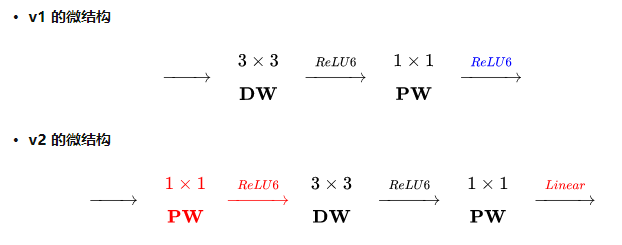 • v1 的微结构
3 × 3 ReLU6 1 × 1 ReLU6
DW PW
• v2 的微结构
1 × 1 ReLU6 3 × 3 ReLU6 1 × 1 Linear
PW DW PW